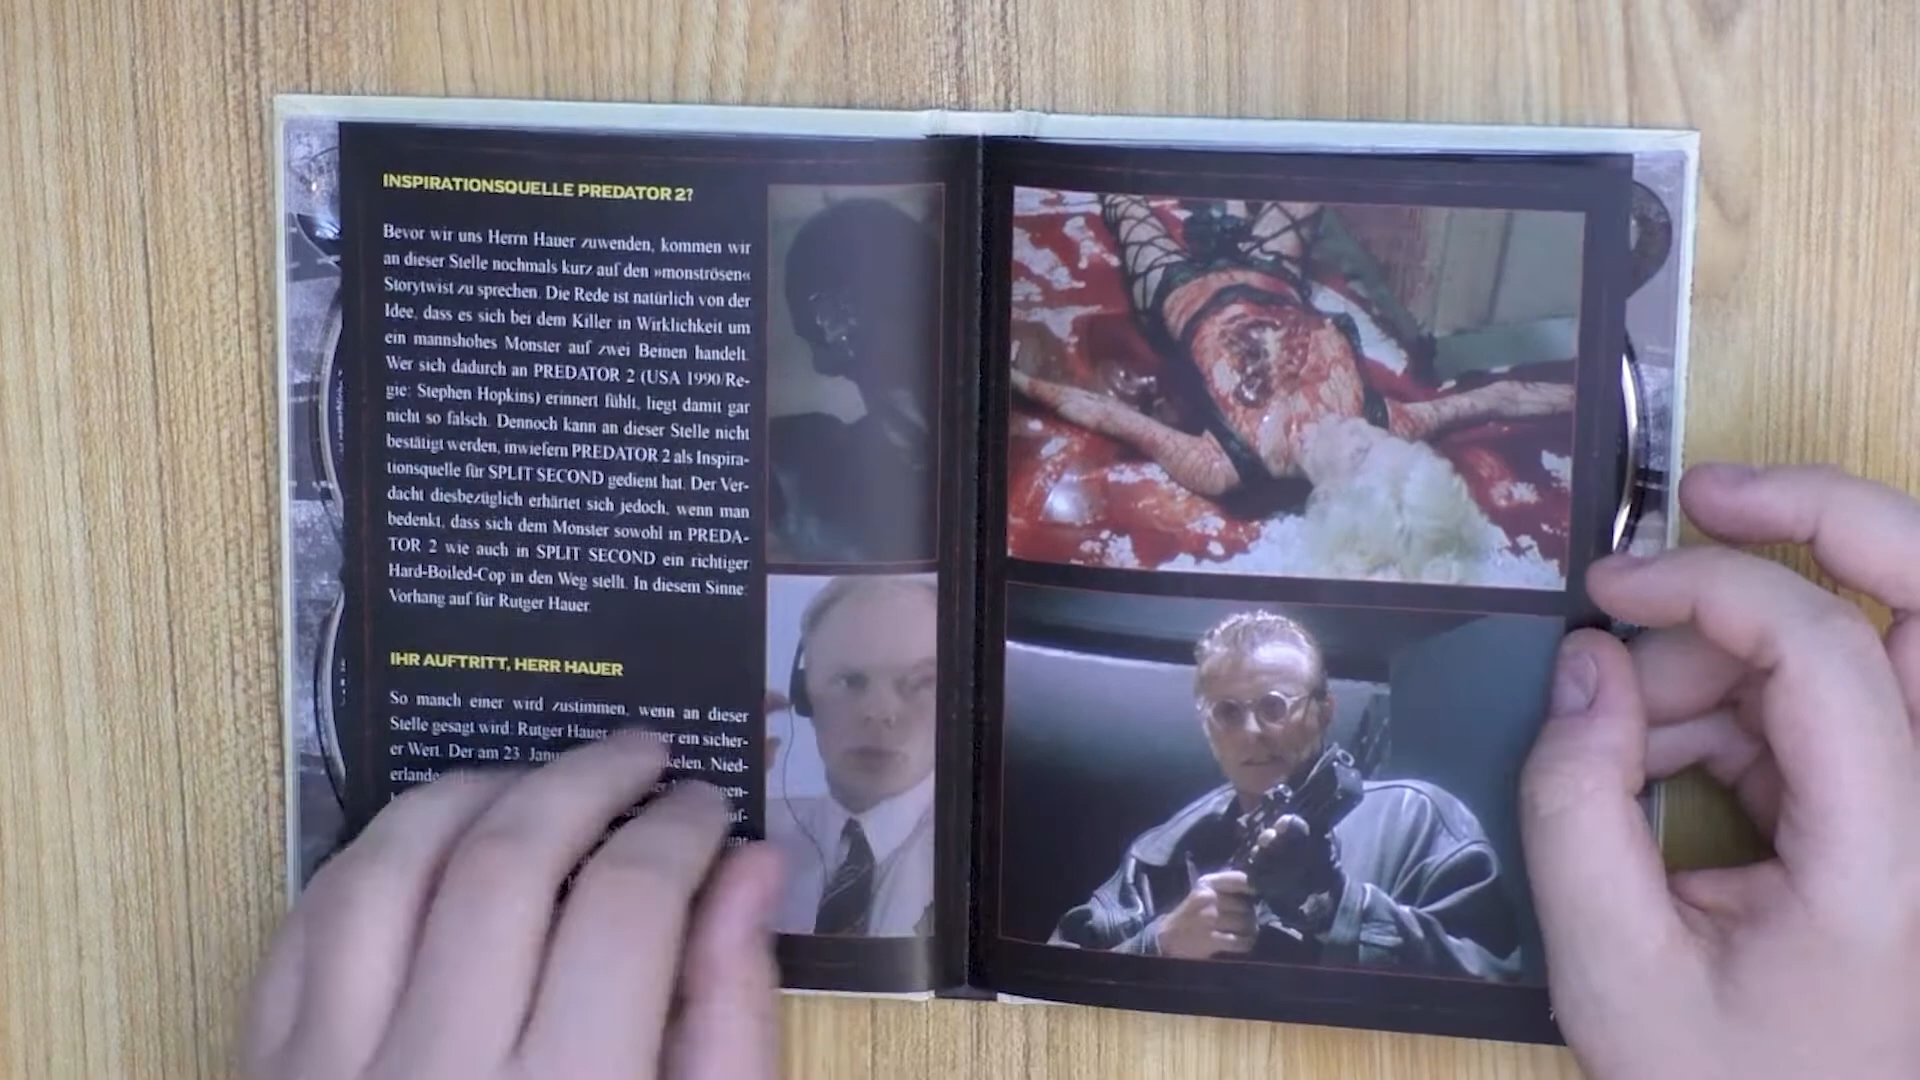 INSPIRATIONSQUELLE PREDATOR 2?
Bevor wir uns Herrn Hauer zuwenden, kommen wir
an dieser Stelle nochmals kurz auf den »monströsen«
Storytwist zu sprechen. Die Rede ist natürlich von der
Idee, dass es sich bei dem Killer in Wirklichkeit um
ein mannshohes Monster auf zwei Beinen handelt.
Wer sich dadurch an PREDATOR 2 (USA 1990/Re-
gie: Stephen Hopkins) erinnert fühlt, liegt damit gar
nicht so falsch. Dennoch kann an dieser Stelle nicht
bestätigt werden, inwiefern PREDATOR 2 als Inspira-
tionsquelle für SPLIT SECOND gedient hat. Der Ver-
dacht diesbezüglich erhärtet sich jedoch, wenn man
bedenkt, dass sich dem Monster sowohl in PREDA-
TOR 2 wie auch in SPLIT SECOND ein richtiger
Hard-Boiled-Cop in den Weg stellt. In diesem Sinne:
Vorhang auf für Rutger Hauer.
IHR AUFTRITT, HERR HAUER
So manch einer wird zustimmen, wenn an dieser
Stelle gesagt wird: Rutger Hauer ein sicher-
er Wert. Der am 23. Nied-